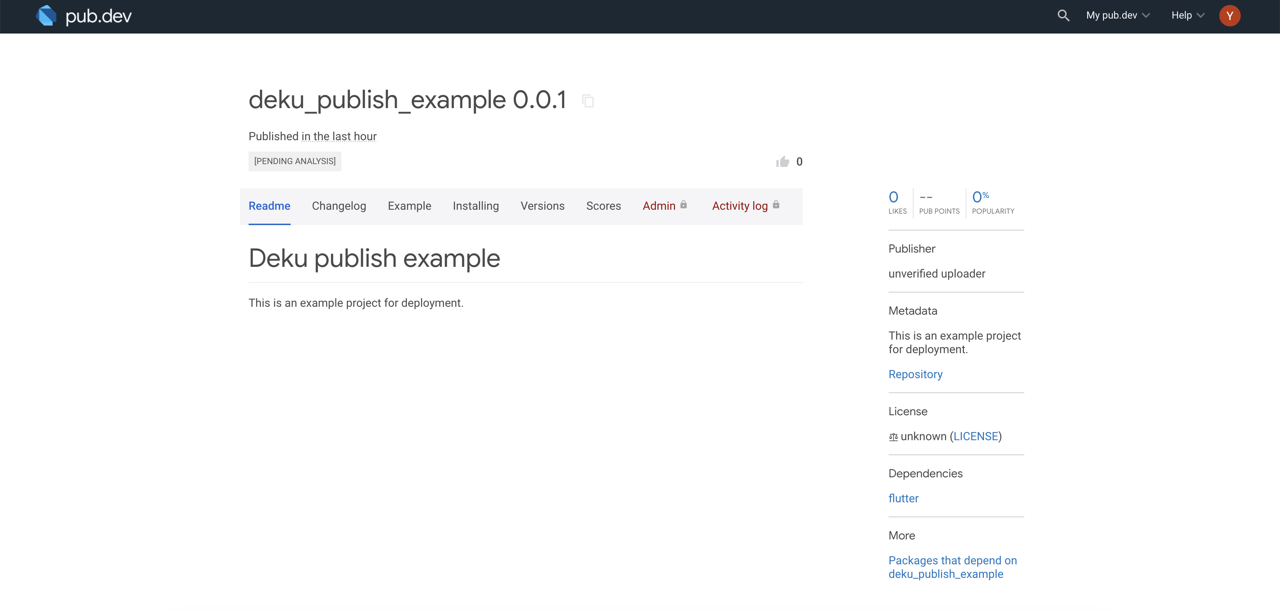 pub.dev
My pub.dev
Help
Y
deku_publish_example 0.0.1
Published in the last hour
[PENDING ANALYSIS]
0
Readme Changelog Example Installing Versions Scores Admin Activity log
Deku publish example
This is an example project for deployment.
0 -- 0%
LIKES PUB POINTS POPULARITY
Publisher
unverified uploader
Metadata
This is an example project
for deployment.
Repository
License
unknown (LICENSE)
Dependencies
flutter
More
Packages that depend on
deku_publish_example